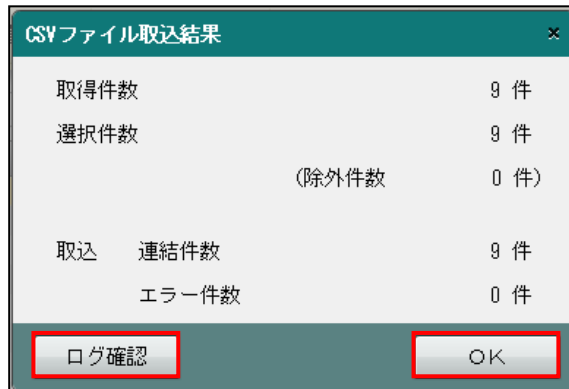 CSVファイル取込結果 ×
取得件数 9 件
選択件数 9 件
(除外件数 0 件)
取込 連結件数 9 件
エラー件数 0 件
ログ確認 OK